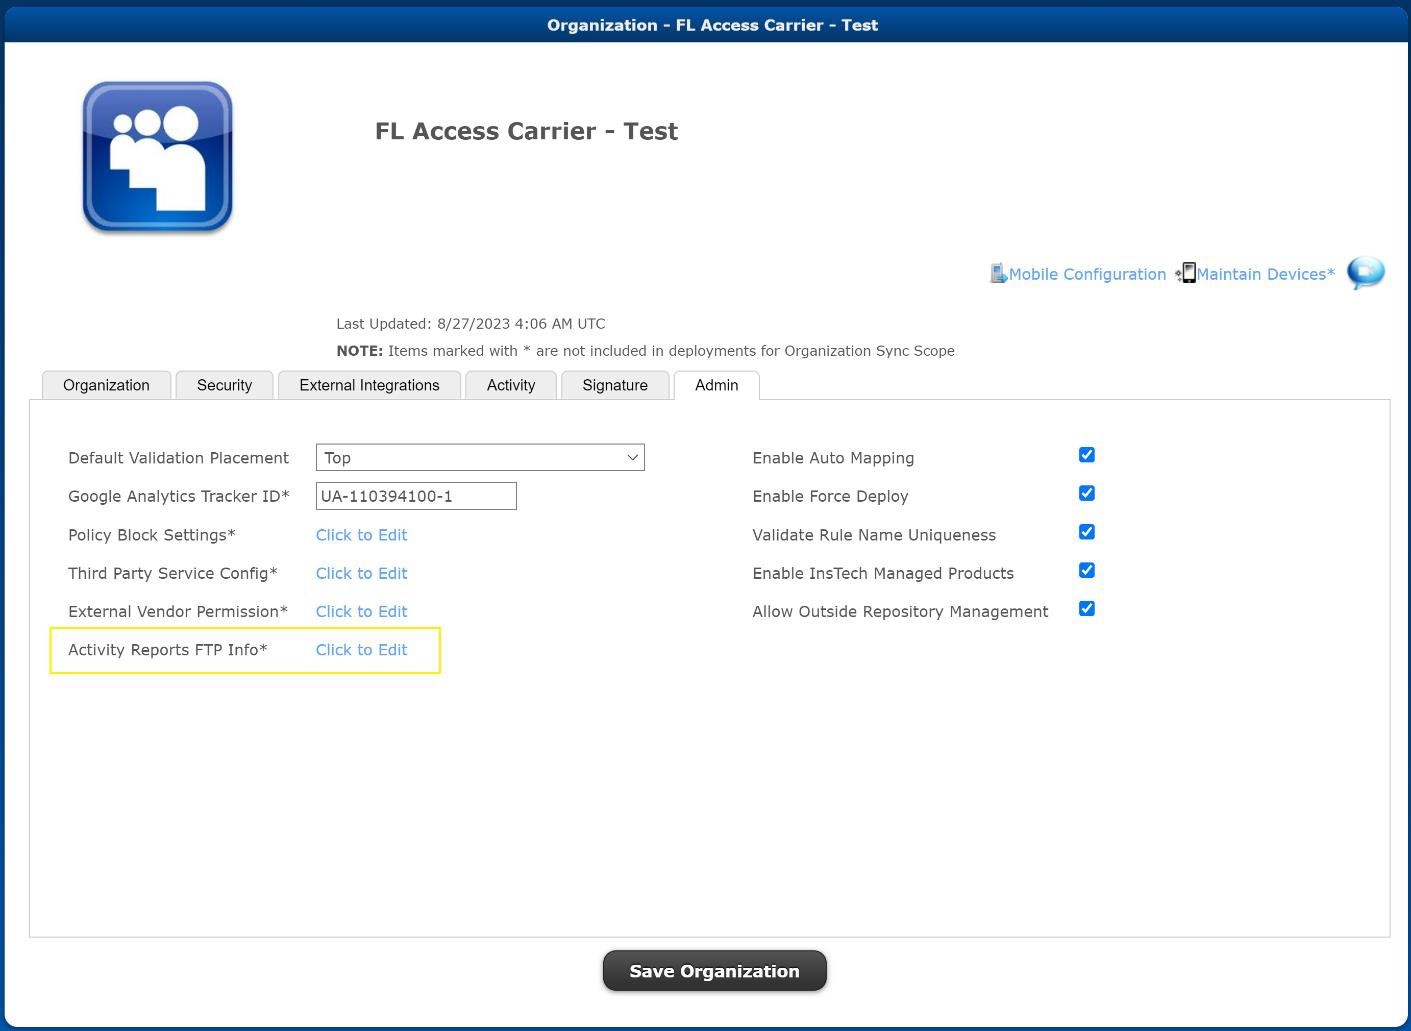 Organization - FL Access Carrier - Test
FL Access Carrier - Test
Mobile Configuration Maintain Devices*
Last Updated: 8/27/2023 4:06 AM UTC
NOTE: Items marked with * are not included in deployments for Organization Sync Scope
Organization Security External Integrations Activity Signature Admin
Default Validation Placement Top Enable Auto Mapping
Google Analytics Tracker ID* UA-110394100-1 Enable Force Deploy
Policy Block Settings* Click to Edit Validate Rule Name Uniqueness
Third Party Service Config* Click to Edit Enable InsTech Managed Products
External Vendor Permission* Click to Edit Allow Outside Repository Management
Activity Reports FTP Info* Click to Edit
Save Organization